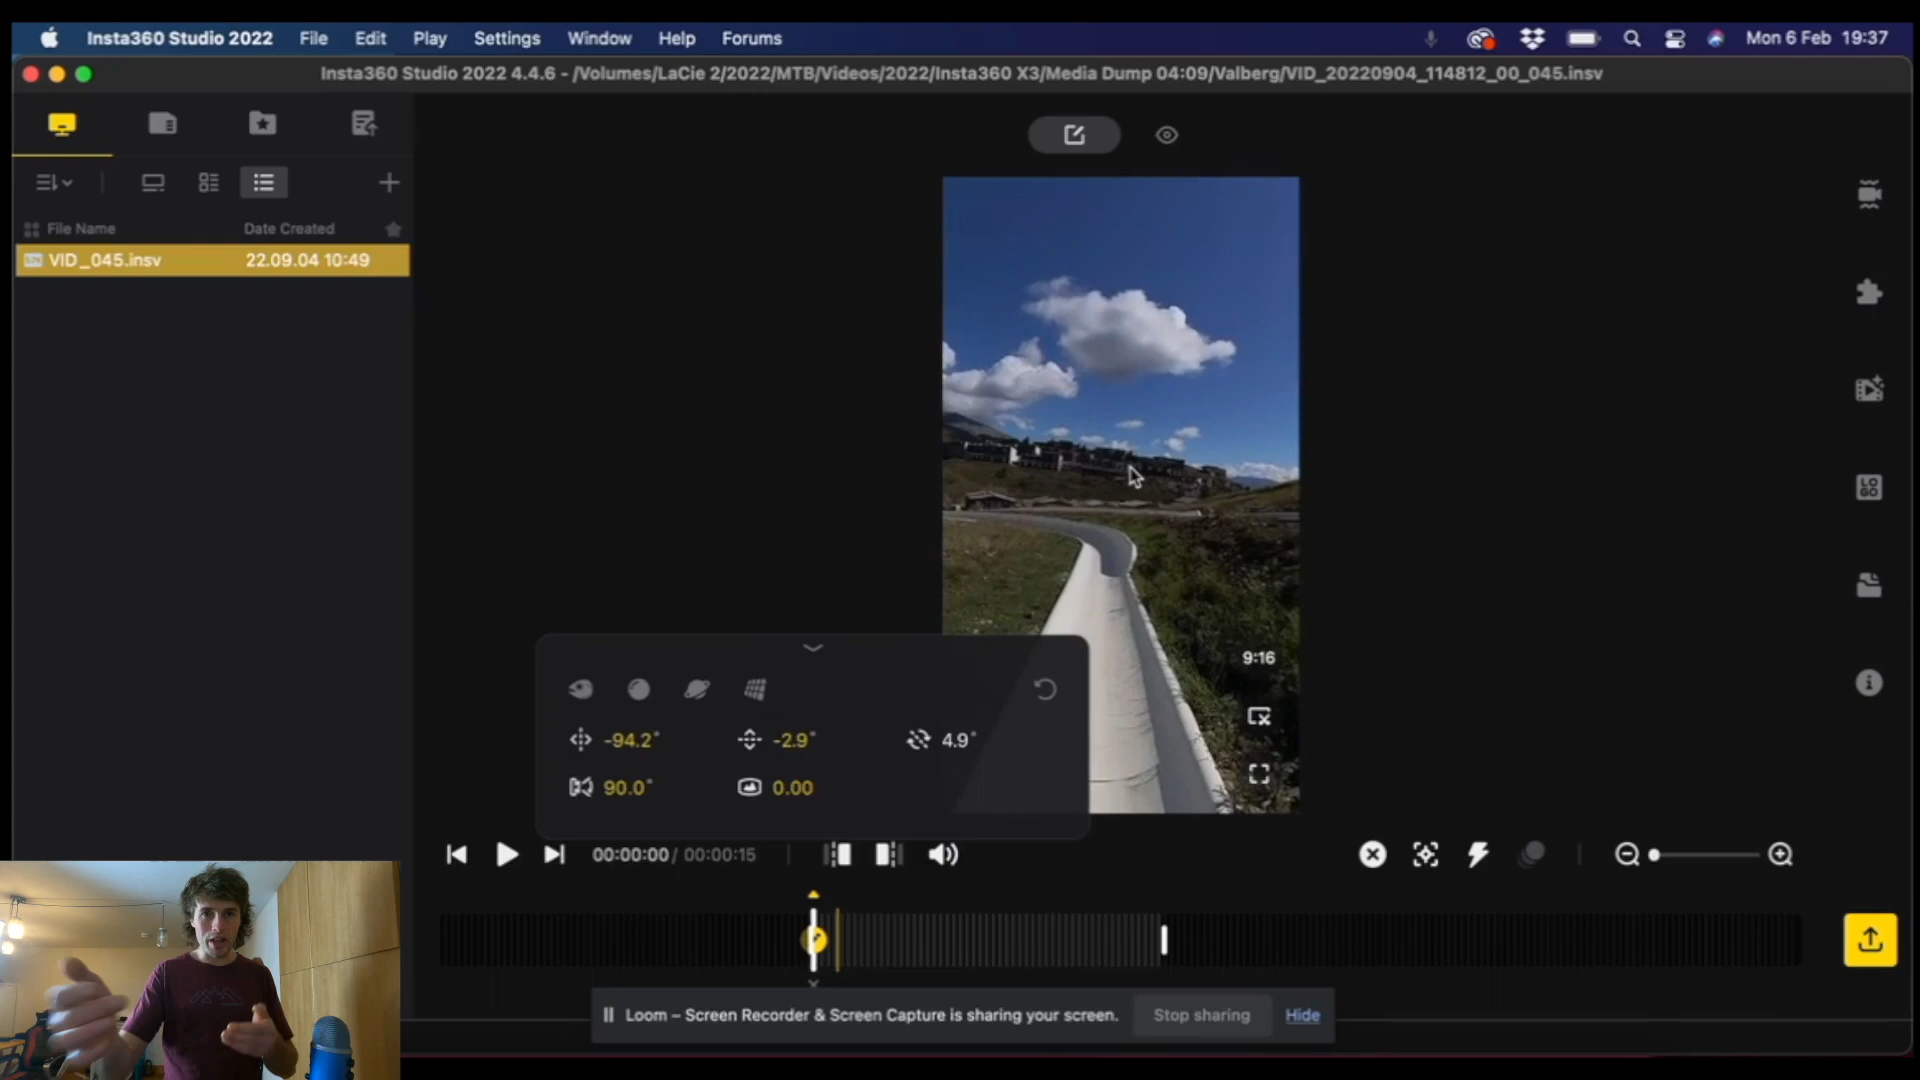 Insta360 Studio 2022 File Edit Play Settings Window Help Forums Mon 6 Feb 19:37
Insta360 Studio 2022 4.4.6 - /Volumes/LaCie 2/2022/MTB/Videos/2022/Insta360 X3/Media Dump 04:09/Valberg/VID_20220904_114812_00_045.insv
File Name Date Created
VID_045.insv 22.09.04 10:49
LOGO
9:16
-94.2° -2.9° 4.9°
90.0° 0.00
00:00:00 / 00:00:15
Loom – Screen Recorder & Screen Capture is sharing your screen. Stop sharing Hide